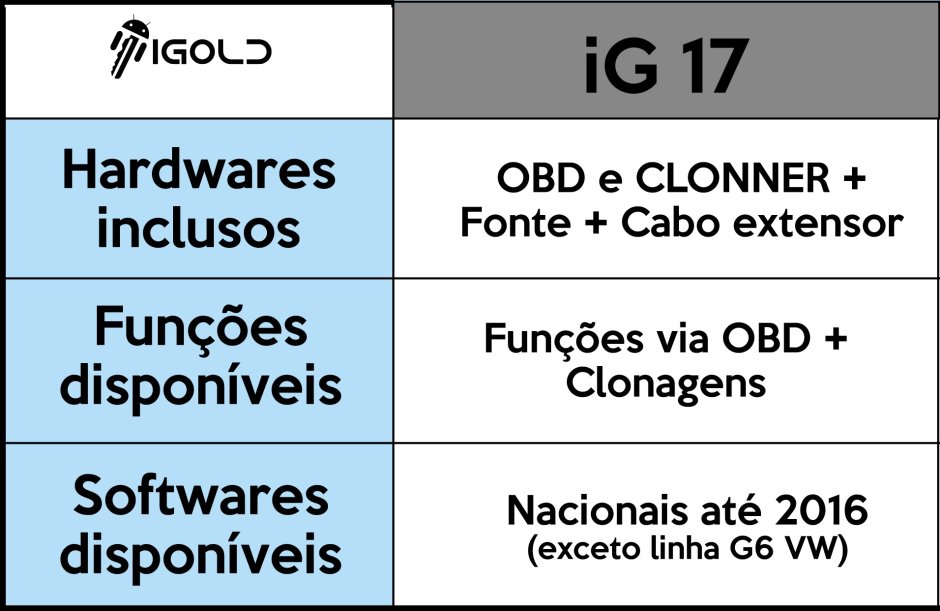 IGOLD
iG 17
Hardwares
inclusos
OBD e CLONNER +
Fonte + Cabo extensor
Funções
disponíveis
Funções via OBD +
Clonagens
Softwares
disponíveis
Nacionais até 2016
(exceto linha G6 VW)